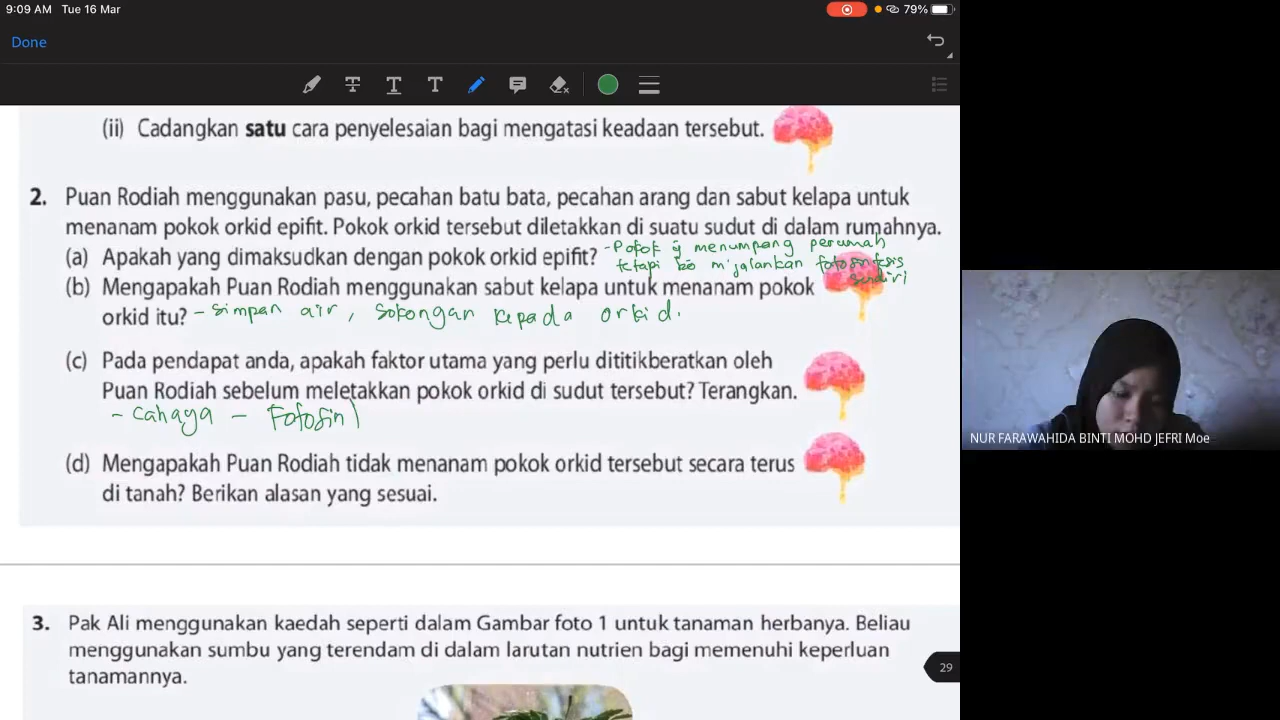 9:09 AM Tue 16 Mar
79%
Done
(ii) Cadangkan satu cara penyelesaian bagi mengatasi keadaan tersebut.
2. Puan Rodiah menggunakan pasu, pecahan batu bata, pecahan arang dan sabut kelapa untuk
menanam pokok orkid epifit. Pokok orkid tersebut diletakkan di suatu sudut di dalam rumahnya.
(a) Apakah yang dimaksudkan dengan pokok orkid epifit? - Pokok yg menumpang perumah
tetapi m'jalankan fotosintesis
sendiri
(b) Mengapakah Puan Rodiah menggunakan sabut kelapa untuk menanam pokok
orkid itu? - simpan air, sokongan kepada orkid.
(c) Pada pendapat anda, apakah faktor utama yang perlu dititikberatkan oleh
Puan Rodiah sebelum meletakkan pokok orkid di sudut tersebut? Terangkan.
- cahaya - Fotosin
(d) Mengapakah Puan Rodiah tidak menanam pokok orkid tersebut secara terus
di tanah? Berikan alasan yang sesuai.
3. Pak Ali menggunakan kaedah seperti dalam Gambar foto 1 untuk tanaman herbanya. Beliau
menggunakan sumbu yang terendam di dalam larutan nutrien bagi memenuhi keperluan
tanamannya.
29
NUR FARAWAHIDA BINTI MOHD JEFRI Moe